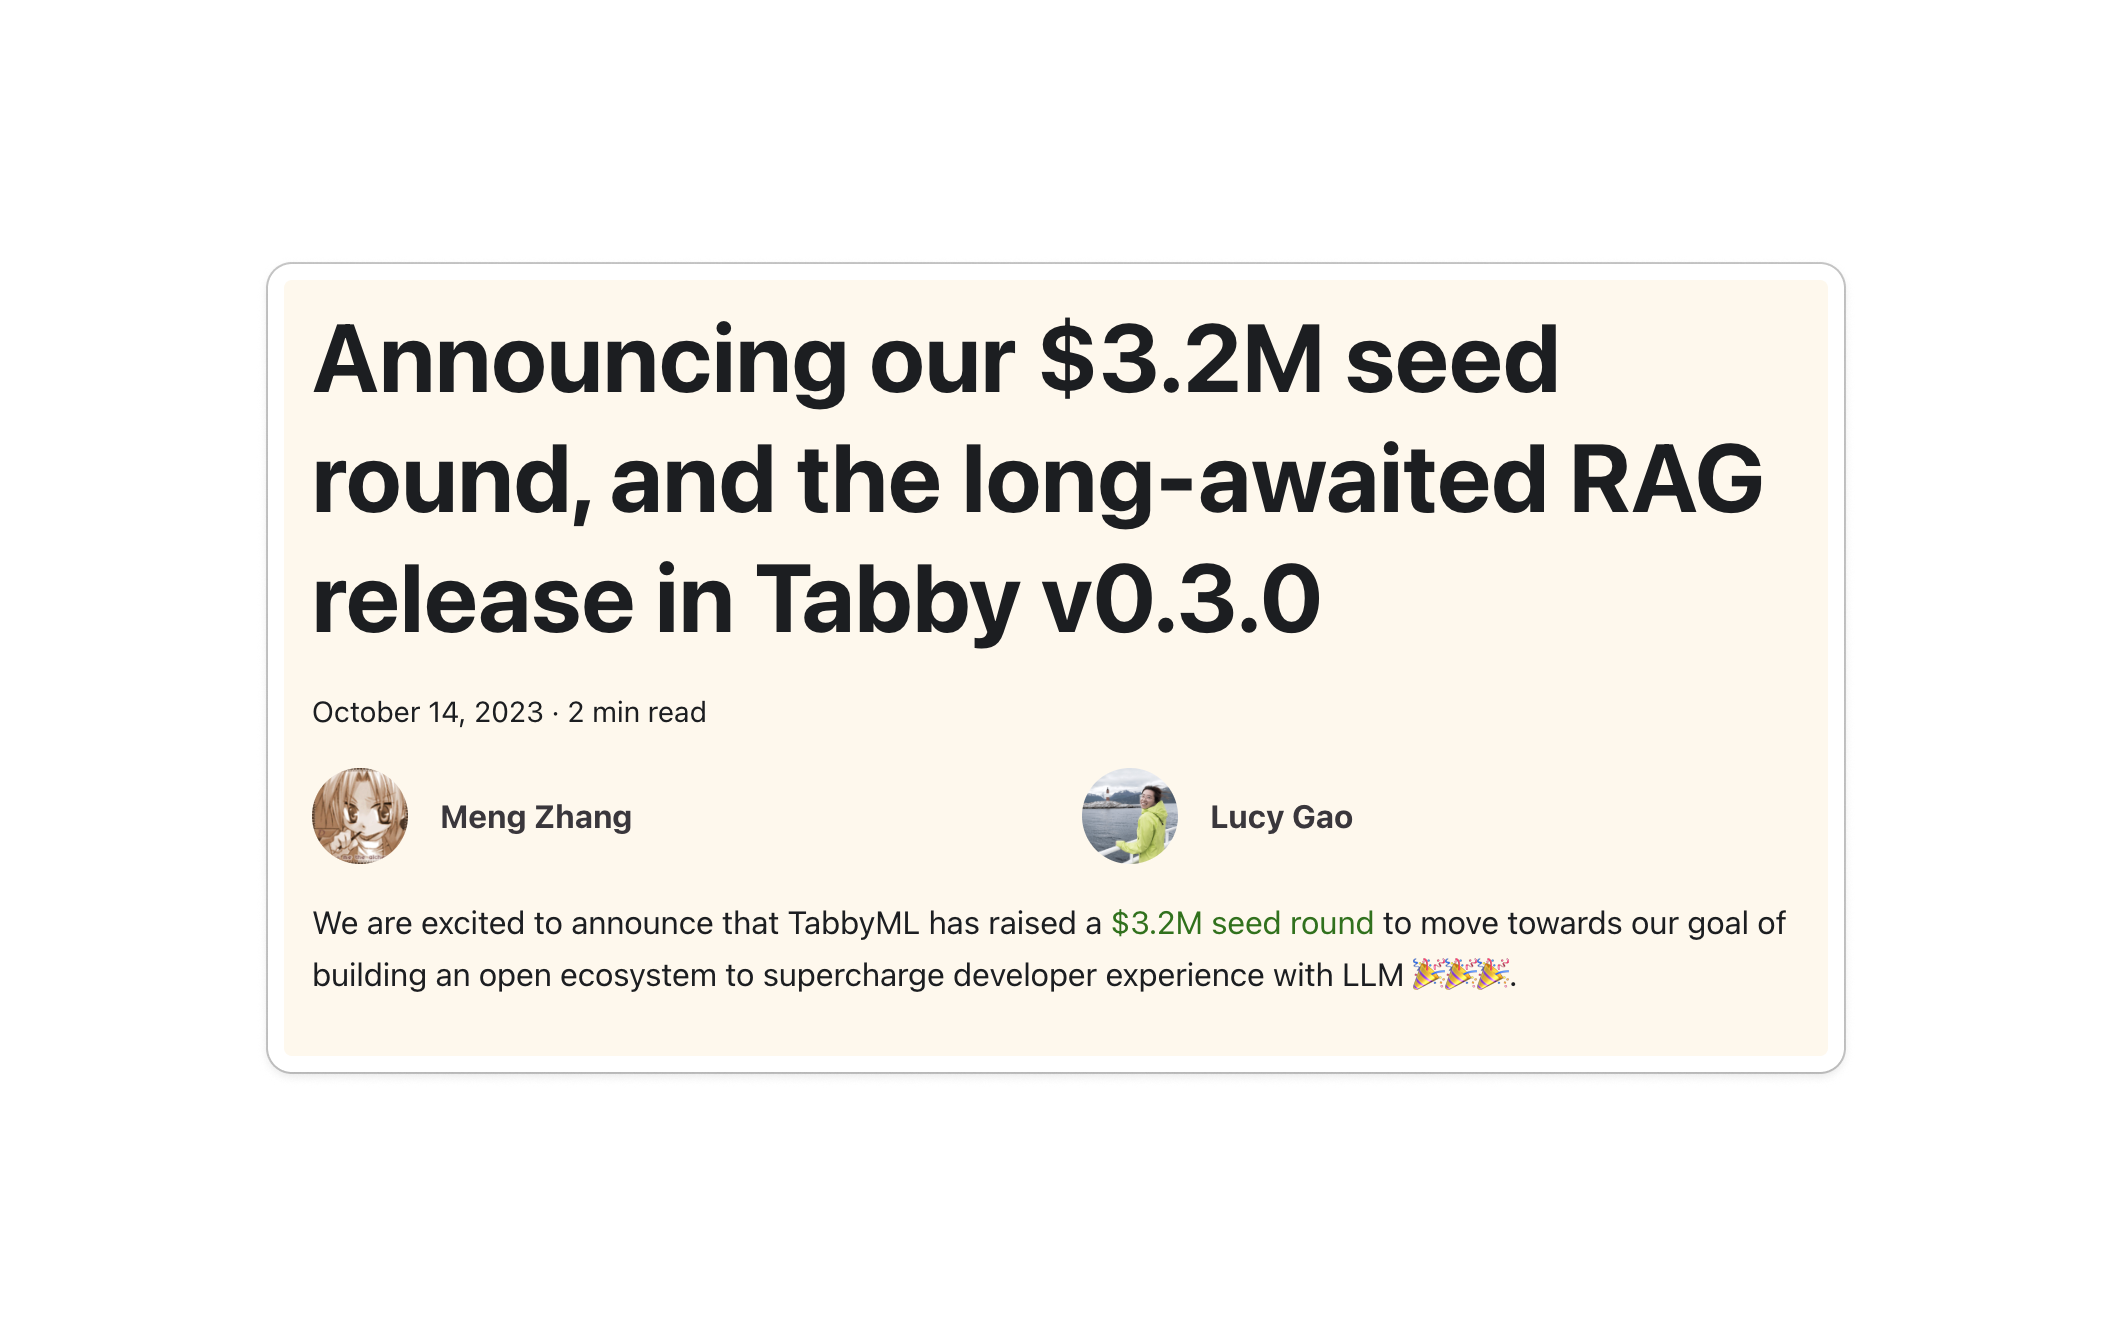 Announcing our $3.2M seed
round, and the long-awaited RAG
release in Tabby v0.3.0
October 14, 2023 · 2 min read
Meng Zhang
Lucy Gao
We are excited to announce that TabbyML has raised a $3.2M seed round to move towards our goal of
building an open ecosystem to supercharge developer experience with LLM 🎉🎉🎉.